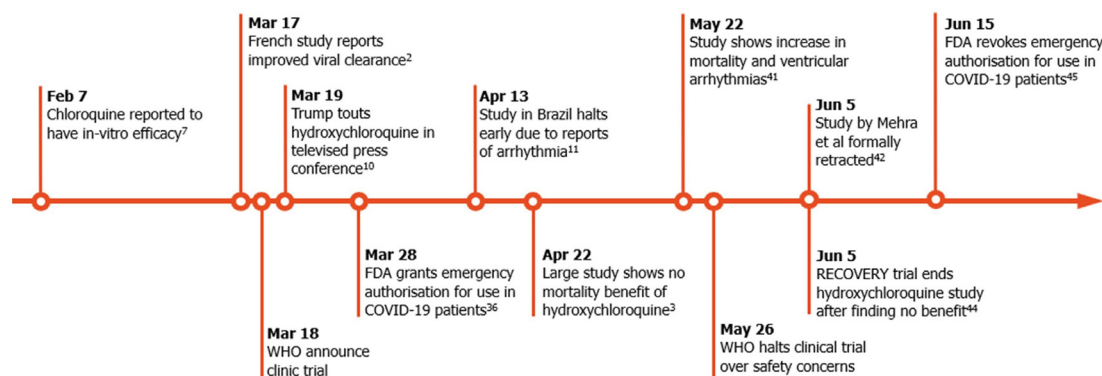 Feb 7
Chloroquine reported to
have in-vitro efficacy⁷
Mar 17
French study reports
improved viral clearance²
Mar 18
WHO announce
clinic trial
Mar 19
Trump touts
hydroxychloroquine in
televised press
conference¹⁰
Mar 28
FDA grants emergency
authorisation for use in
COVID-19 patients³⁶
Apr 13
Study in Brazil halts
early due to reports
of arrhythmia¹¹
Apr 22
Large study shows no
mortality benefit of
hydroxychloroquine³
May 22
Study shows increase in
mortality and ventricular
arrhythmias⁴¹
May 26
WHO halts clinical trial
over safety concerns
Jun 5
Study by Mehra
et al formally
retracted⁴²
Jun 5
RECOVERY trial ends
hydroxychloroquine study
after finding no benefit⁴⁴
Jun 15
FDA revokes emergency
authorisation for use in
COVID-19 patients⁴⁵